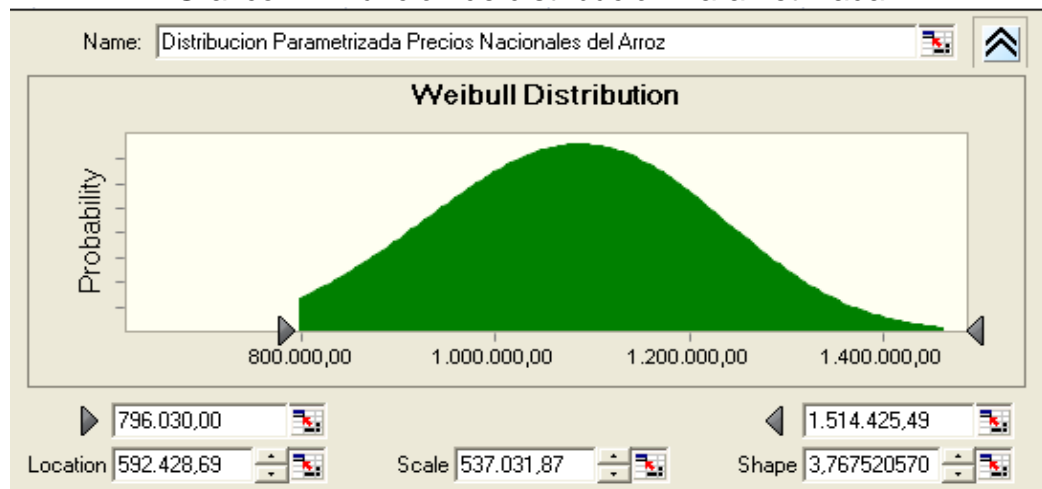 Name: Distribucion Parametrizada Precios Nacionales del Arroz
Weibull Distribution
Probability
800.000,00 1.000.000,00 1.200.000,00 1.400.000,00
796.030,00 1.514.425,49
Location 592.428,69 Scale 537.031,87 Shape 3,767520570